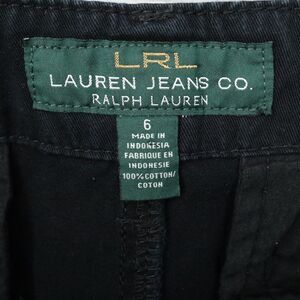 LRL
LAUREN JEANS CO.
RALPH LAUREN
6
MADE IN
INDONESIA
FABRIQUE EN
INDONESIE
100%COTTON/
COTON